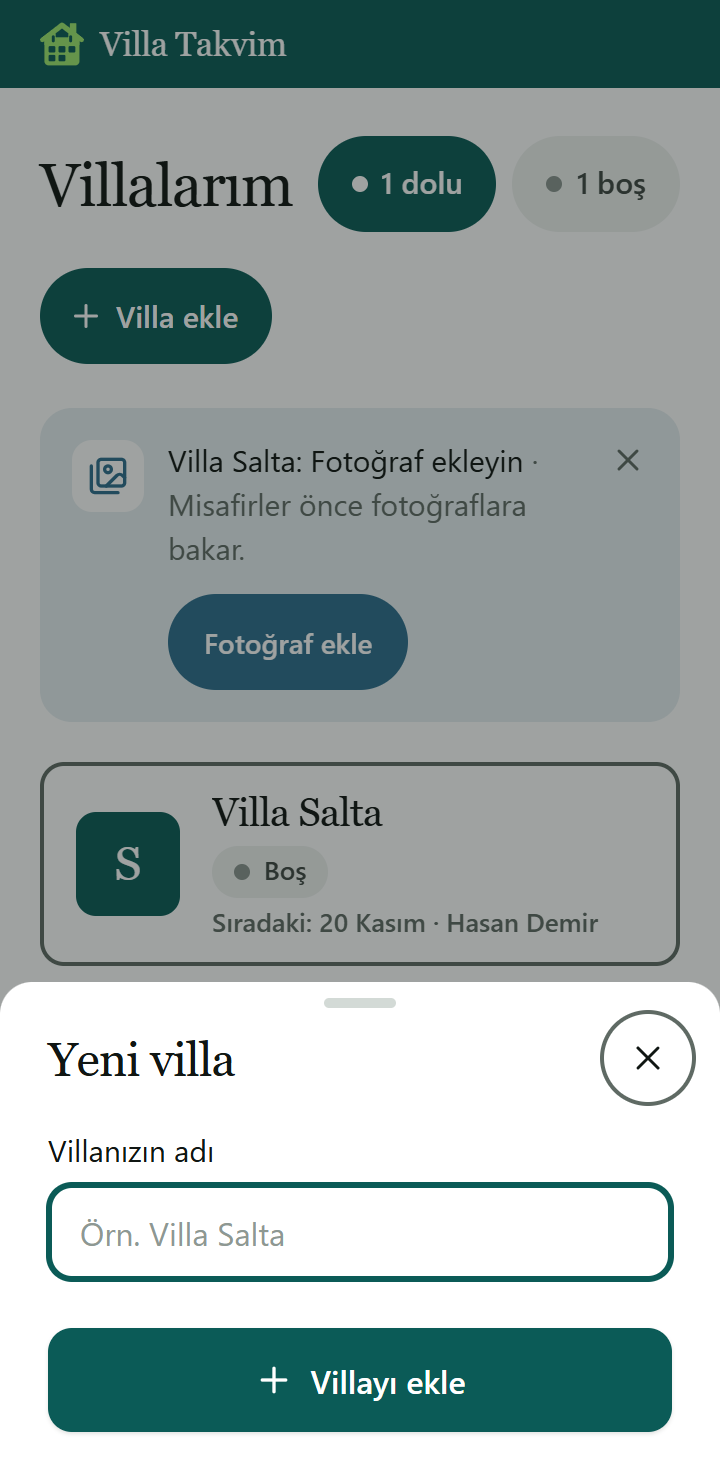 Villa Takvim
Villalarım
1 dolu
1 boş
+ Villa ekle
Villa Salta: Fotoğraf ekleyin ·
Misafirler önce fotoğraflara
bakar.
Fotoğraf ekle
S
Villa Salta
Boş
Sıradaki: 20 Kasım · Hasan Demir
Yeni villa
Villanızın adı
Örn. Villa Salta
+ Villayı ekle